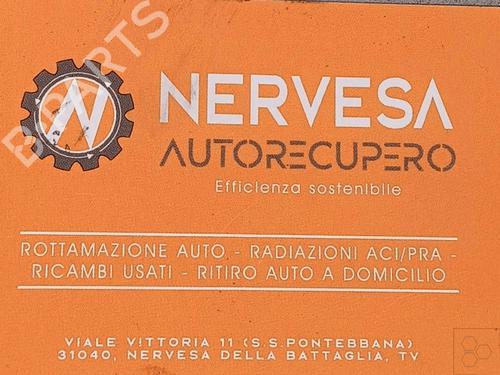 B-PARTS
N
NERVESA
AUTORECUPERO
Efficienza sostenibile
ROTTAMAZIONE AUTO - RADIAZIONI ACI/PRA -
RICAMBI USATI - RITIRO AUTO A DOMICILIO
VIALE VITTORIA 11 (S.S.PONTEBBANA)
31040, NERVESA DELLA BATTAGLIA, TV